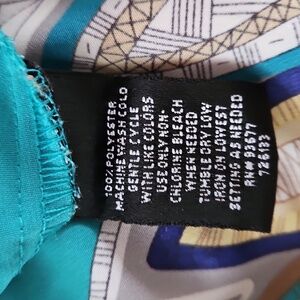 100% POLYESTER
MACHINE WASH COLD
GENTLE CYCLE
WITH LIKE COLORS
USE ONLY NON-
CHLORINE BLEACH
WHEN NEEDED
TUMBLE DRY LOW
IRON ON LOWEST
SETTING AS NEEDED
RN# 93677
726133